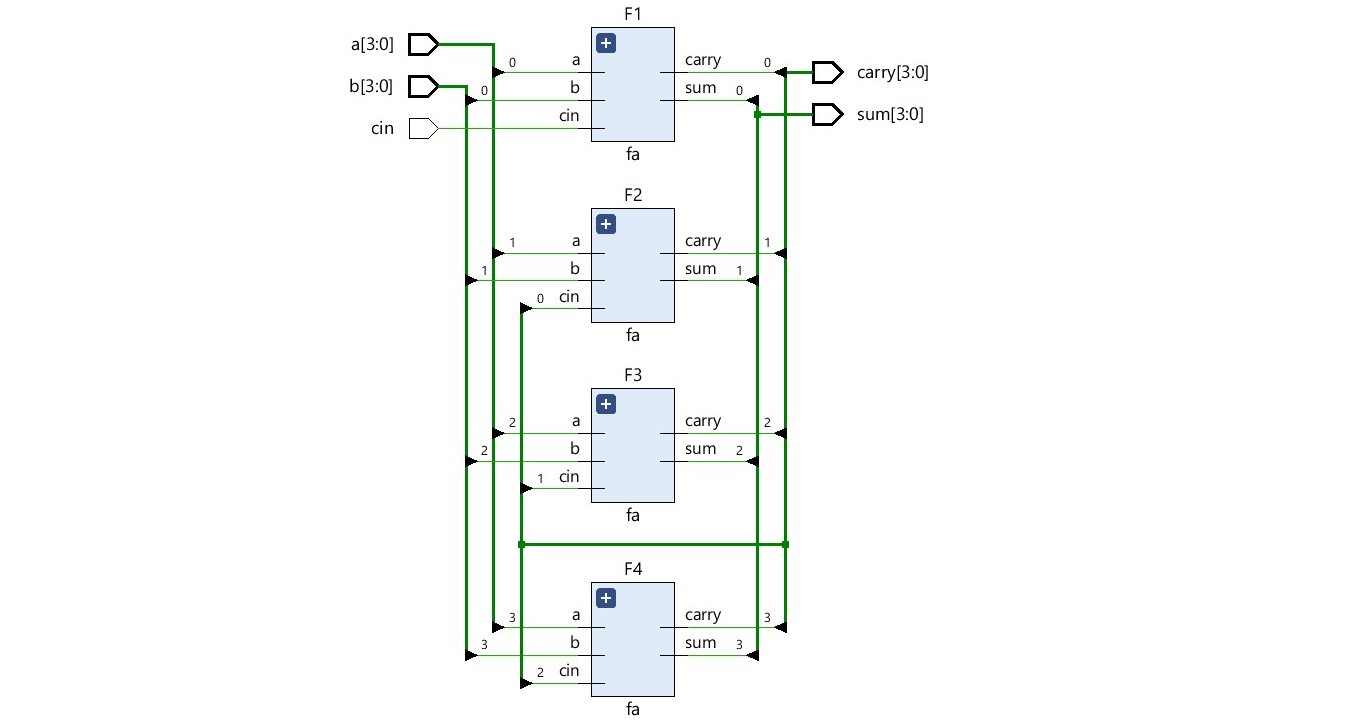 F1
a[3:0]
0 a carry 0 carry[3:0]
b[3:0]
0 b sum 0
cin cin sum[3:0]
fa
F2
1 a carry 1
1 b sum 1
0 cin
fa
F3
2 a carry 2
2 b sum 2
1 cin
fa
F4
3 a carry 3
3 b sum 3
2 cin
fa